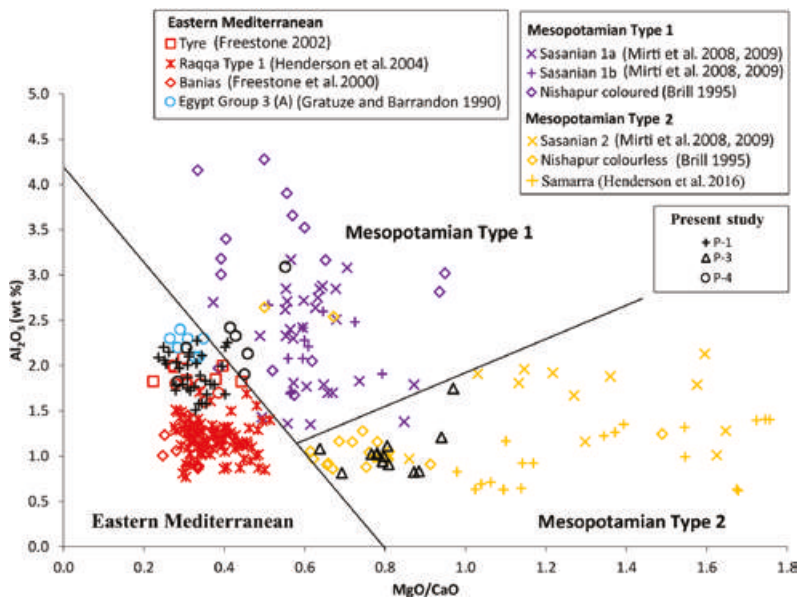 Eastern Mediterranean
Tyre (Freestone 2002)
Raqqa Type 1 (Henderson et al. 2004)
Banias (Freestone et al. 2000)
Egypt Group 3 (A) (Gratuze and Barrandon 1990)
Mesopotamian Type 1
Sasanian 1a (Mirti et al. 2008, 2009)
Sasanian 1b (Mirti et al. 2008, 2009)
Nishapur coloured (Brill 1995)
Mesopotamian Type 2
Sasanian 2 (Mirti et al. 2008, 2009)
Nishapur colourless (Brill 1995)
Samarra (Henderson et al. 2016)
Present study
P-1
P-3
P-4
Al₂O₃ (wt %)
5.0
4.5
4.0
3.5
3.0
2.5
2.0
1.5
1.0
0.5
0.0
Mesopotamian Type 1
Eastern Mediterranean
Mesopotamian Type 2
0.0 0.2 0.4 0.6 0.8 1.0 1.2 1.4 1.6 1.8
MgO/CaO